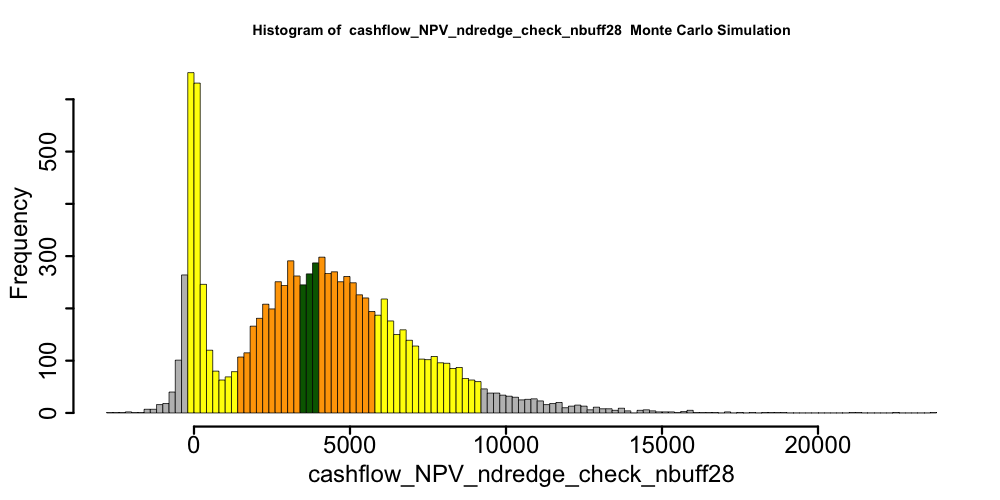 Histogram of cashflow_NPV_ndredge_check_nbuff28 Monte Carlo Simulation
Frequency
500
300
100
0
0 5000 10000 15000 20000
cashflow_NPV_ndredge_check_nbuff28